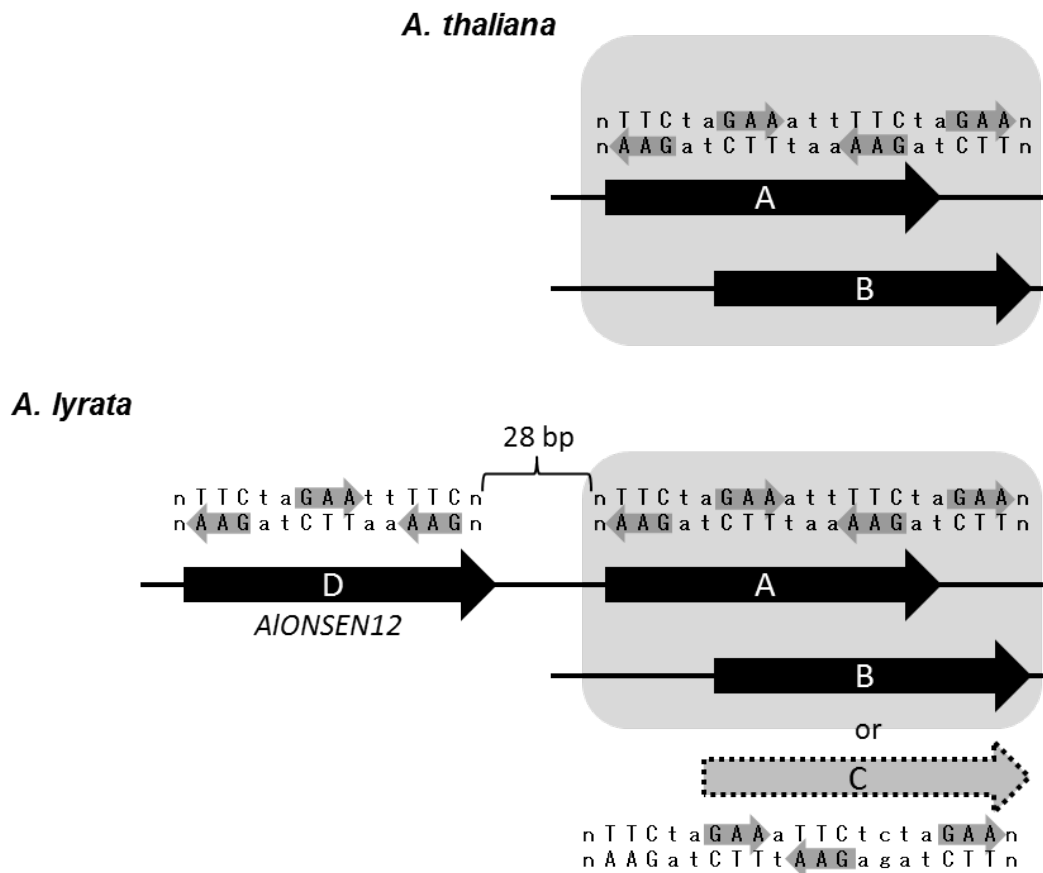 A. thaliana
nTTCtaGAAattTTCtaGAAn
nAAGatCTTtaaAAGatCTTn
A
B
A. lyrata
28 bp
nTTCtaGAAttTTCn
nAAGatCTTaaAAGn
nTTCtaGAAattTTCtaGAAn
nAAGatCTTtaaAAGatCTTn
D
A
AlONSEN12
B
or
C
nTTCtaGAAaTTCtctaGAAn
nAAGatCTTtAAGagatCTTn